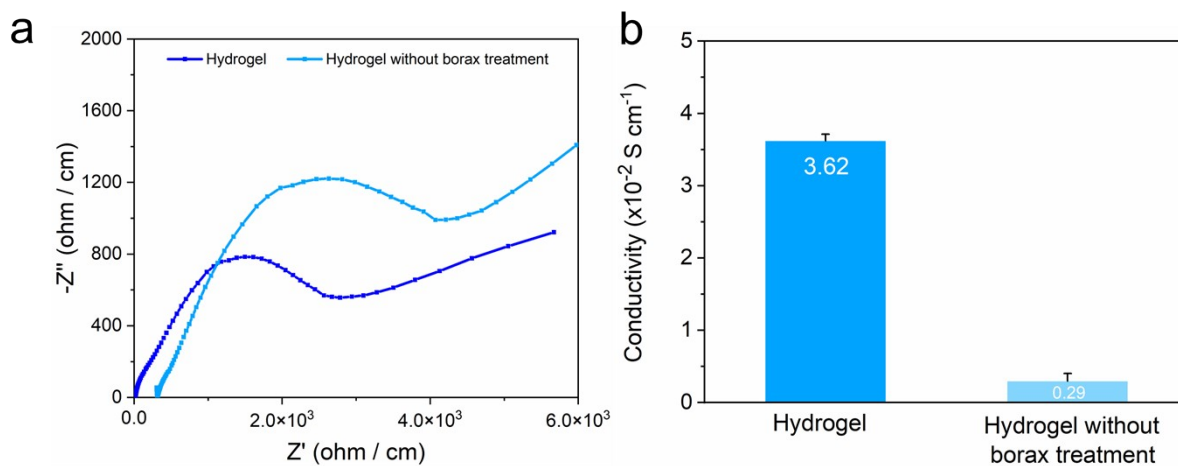 a
2000
1600
1200
800
400
0
-Z" (ohm / cm)
Hydrogel
Hydrogel without borax treatment
0.0
2.0×10³
4.0×10³
6.0×10³
Z' (ohm / cm)
b
5
4
3
2
1
0
Conductivity (x10⁻² S cm⁻¹)
3.62
0.29
Hydrogel
Hydrogel without
borax treatment